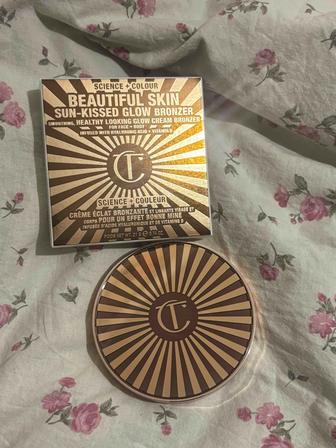 SCIENCE + COLOUR
BEAUTIFUL SKIN
SUN-KISSED GLOW BRONZER
SMOOTHING, HEALTHY LOOKING GLOW CREAM BRONZER
FOR FACE + BODY
INFUSED WITH HYALURONIC ACID + VITAMIN E
CT
SCIENCE + COULEUR
CRÈME ÉCLAT BRONZANTE ET LISSANTE VISAGE ET
CORPS POUR UN EFFET BONNE MINE
INFUSÉE D'ACIDE HYALURONIQUE ET DE VITAMINE E
CT